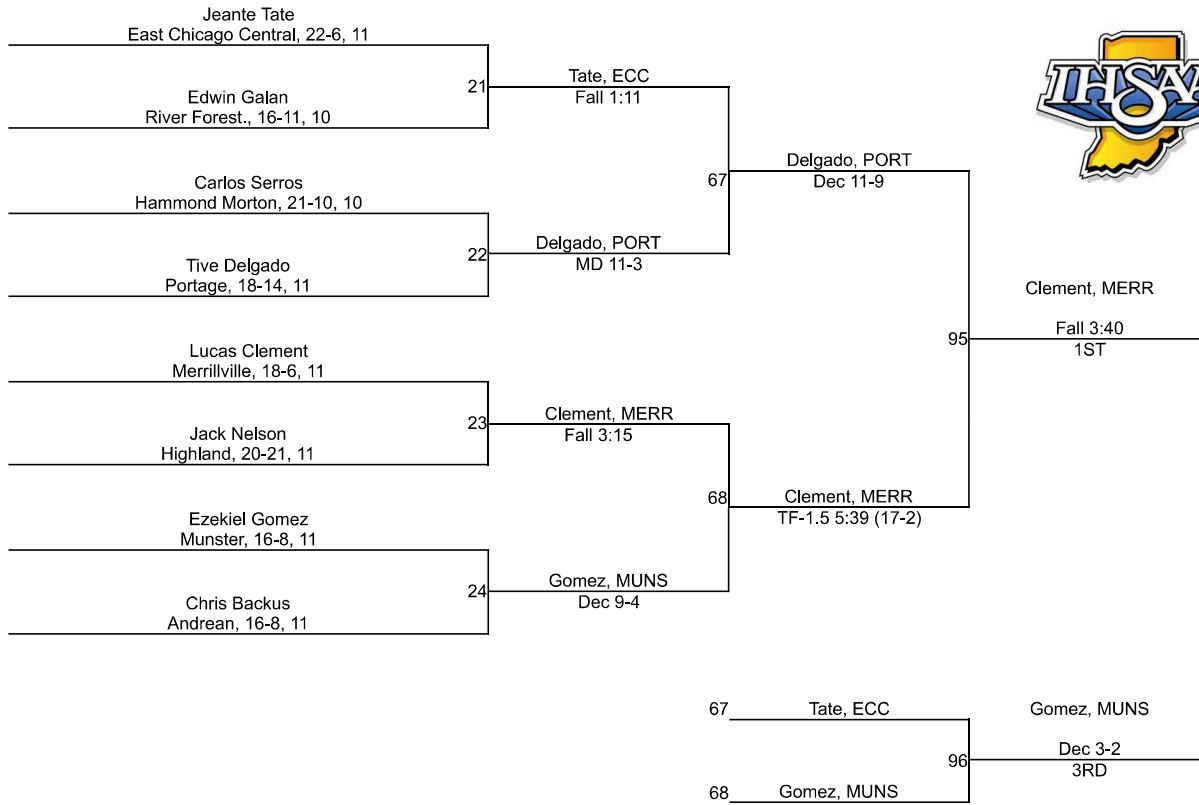 Jeante Tate
East Chicago Central, 22-6, 11
Edwin Galan
River Forest., 16-11, 10
21
Tate, ECC
Fall 1:11
Carlos Serros
Hammond Morton, 21-10, 10
Tive Delgado
Portage, 18-14, 11
22
Delgado, PORT
MD 11-3
67
Delgado, PORT
Dec 11-9
Lucas Clement
Merrillville, 18-6, 11
Jack Nelson
Highland, 20-21, 11
23
Clement, MERR
Fall 3:15
Ezekiel Gomez
Munster, 16-8, 11
Chris Backus
Andrean, 16-8, 11
24
Gomez, MUNS
Dec 9-4
68
Clement, MERR
TF-1.5 5:39 (17-2)
95
Clement, MERR
Fall 3:40
1ST
67
Tate, ECC
68
Gomez, MUNS
96
Gomez, MUNS
Dec 3-2
3RD
IHSAA